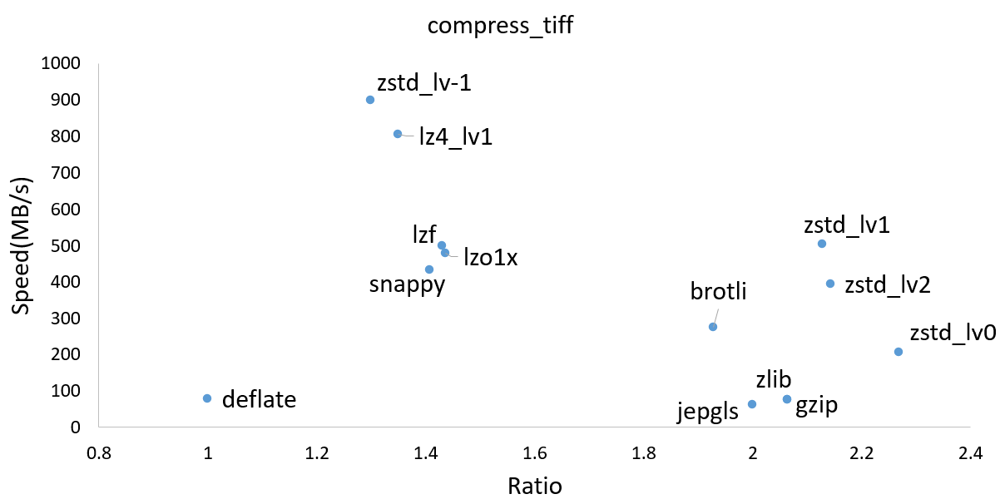 compress_tiff
1000
900
800
700
600
500
400
300
200
100
0
Speed(MB/s)
zstd_lv-1
lz4_lv1
lzf
lzo1x
snappy
zstd_lv1
zstd_lv2
brotli
zstd_lv0
zlib
deflate
gzip
jepgls
0.8 1 1.2 1.4 1.6 1.8 2 2.2 2.4
Ratio